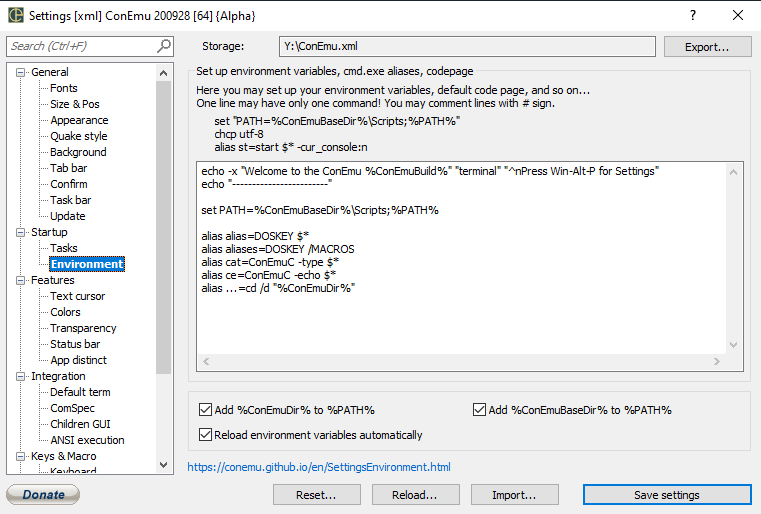 Settings [xml] ConEmu 200928 [64] {Alpha}
Search (Ctrl+F)
Storage:
Y:\ConEmu.xml
Export...
General
Fonts
Size & Pos
Appearance
Quake style
Background
Tab bar
Confirm
Task bar
Update
Startup
Tasks
Environment
Features
Text cursor
Colors
Transparency
Status bar
App distinct
Integration
Default term
ComSpec
Children GUI
ANSI execution
Keys & Macro
Keyboard
Set up environment variables, cmd.exe aliases, codepage
Here you may set up your environment variables, default code page, and so on...
One line may have only one command! You may comment lines with # sign.
set "PATH=%ConEmuBaseDir%\Scripts;%PATH%"
chcp utf-8
alias st=start $* -cur_console:n
echo -x "Welcome to the ConEmu %ConEmuBuild%" "terminal" "^nPress Win-Alt-P for Settings"
echo "------------------------"
set PATH=%ConEmuBaseDir%\Scripts;%PATH%
alias alias=DOSKEY $*
alias aliases=DOSKEY /MACROS
alias cat=ConEmuC -type $*
alias ce=ConEmuC -echo $*
alias ...=cd /d "%ConEmuDir%"
Add %ConEmuDir% to %PATH%
Add %ConEmuBaseDir% to %PATH%
Reload environment variables automatically
https://conemu.github.io/en/SettingsEnvironment.html
Donate
Reset...
Reload...
Import...
Save settings